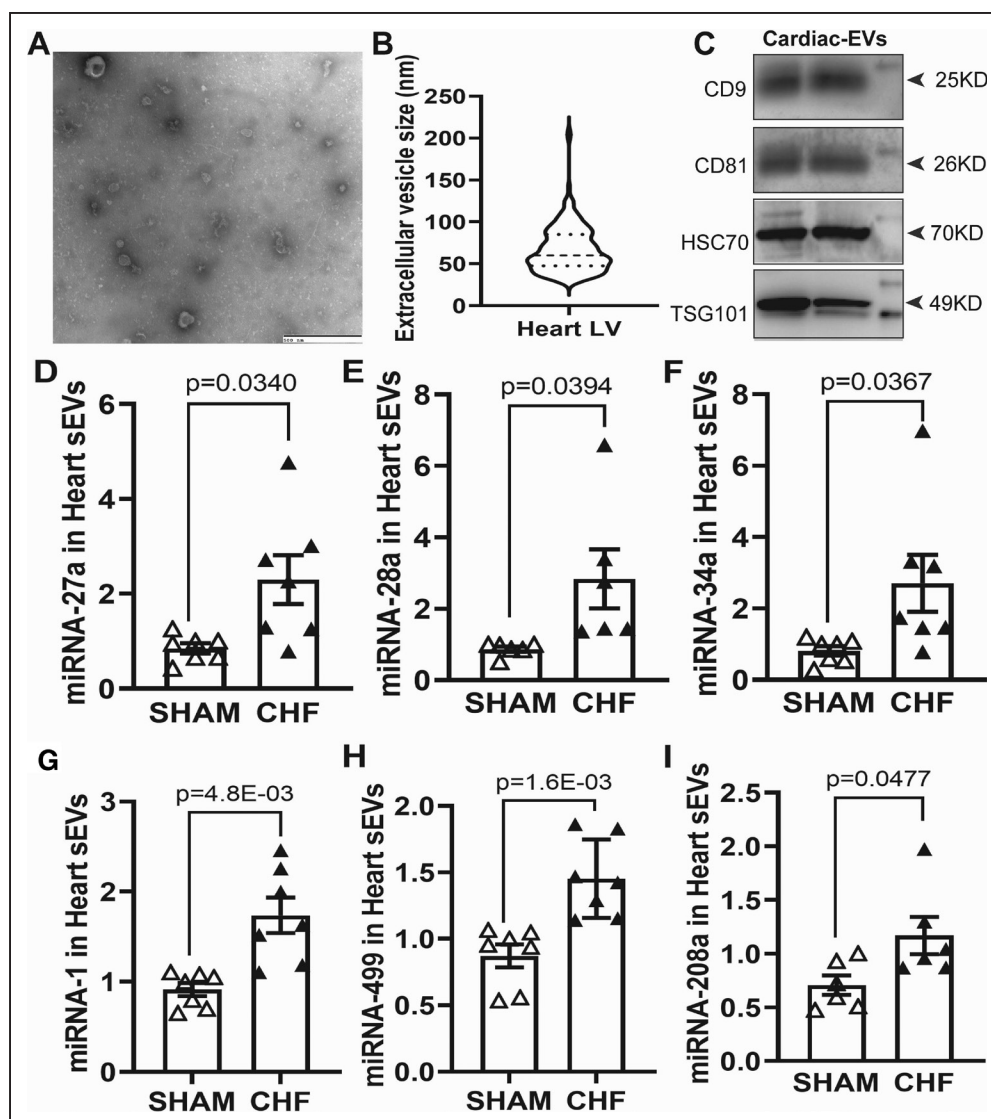 A
500 nm
B
Extracellular vesicle size (nm)
250
200
150
100
50
0
Heart LV
C
Cardiac-EVs
CD9
25KD
CD81
26KD
HSC70
70KD
TSG101
49KD
D
p=0.0340
miRNA-27a in Heart sEVs
6
4
2
0
SHAM CHF
E
p=0.0394
miRNA-28a in Heart sEVs
8
6
4
2
0
SHAM CHF
F
p=0.0367
miRNA-34a in Heart sEVs
8
6
4
2
0
SHAM CHF
G
p=4.8E-03
miRNA-1 in Heart sEVs
3
2
1
0
SHAM CHF
H
p=1.6E-03
miRNA-499 in Heart sEVs
2.0
1.5
1.0
0.5
0.0
SHAM CHF
I
p=0.0477
miRNA-208a in Heart sEVs
2.5
2.0
1.5
1.0
0.5
0.0
SHAM CHF